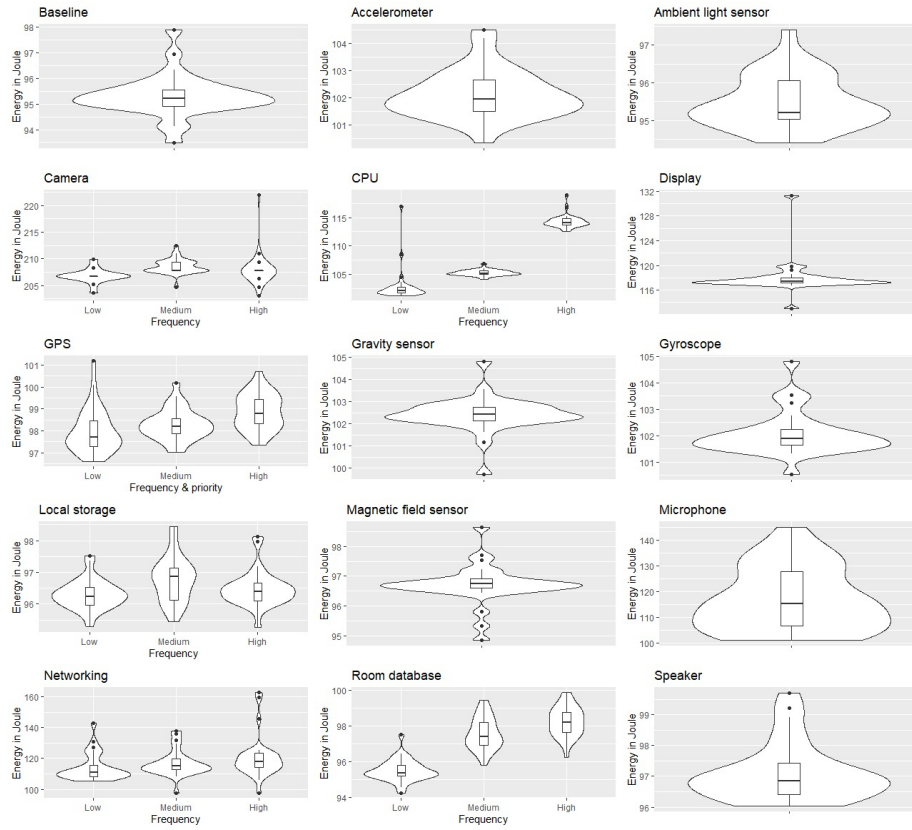 Baseline
Energy in Joule
98
97
96
95
94
Accelerometer
Energy in Joule
104
103
102
101
Ambient light sensor
Energy in Joule
97
96
95
Camera
Energy in Joule
220
215
210
205
Low
Medium
High
Frequency
CPU
Energy in Joule
115
110
105
Low
Medium
High
Frequency
Display
Energy in Joule
132
128
124
120
116
GPS
Energy in Joule
101
100
99
98
97
Low
Medium
High
Frequency & priority
Gravity sensor
Energy in Joule
105
104
103
102
101
100
Gyroscope
Energy in Joule
105
104
103
102
101
Local storage
Energy in Joule
98
97
96
Low
Medium
High
Frequency
Magnetic field sensor
Energy in Joule
98
97
96
95
Microphone
Energy in Joule
140
130
120
110
100
Networking
Energy in Joule
160
140
120
100
Low
Medium
High
Frequency
Room database
Energy in Joule
100
98
96
94
Low
Medium
High
Frequency
Speaker
Energy in Joule
99
98
97
96